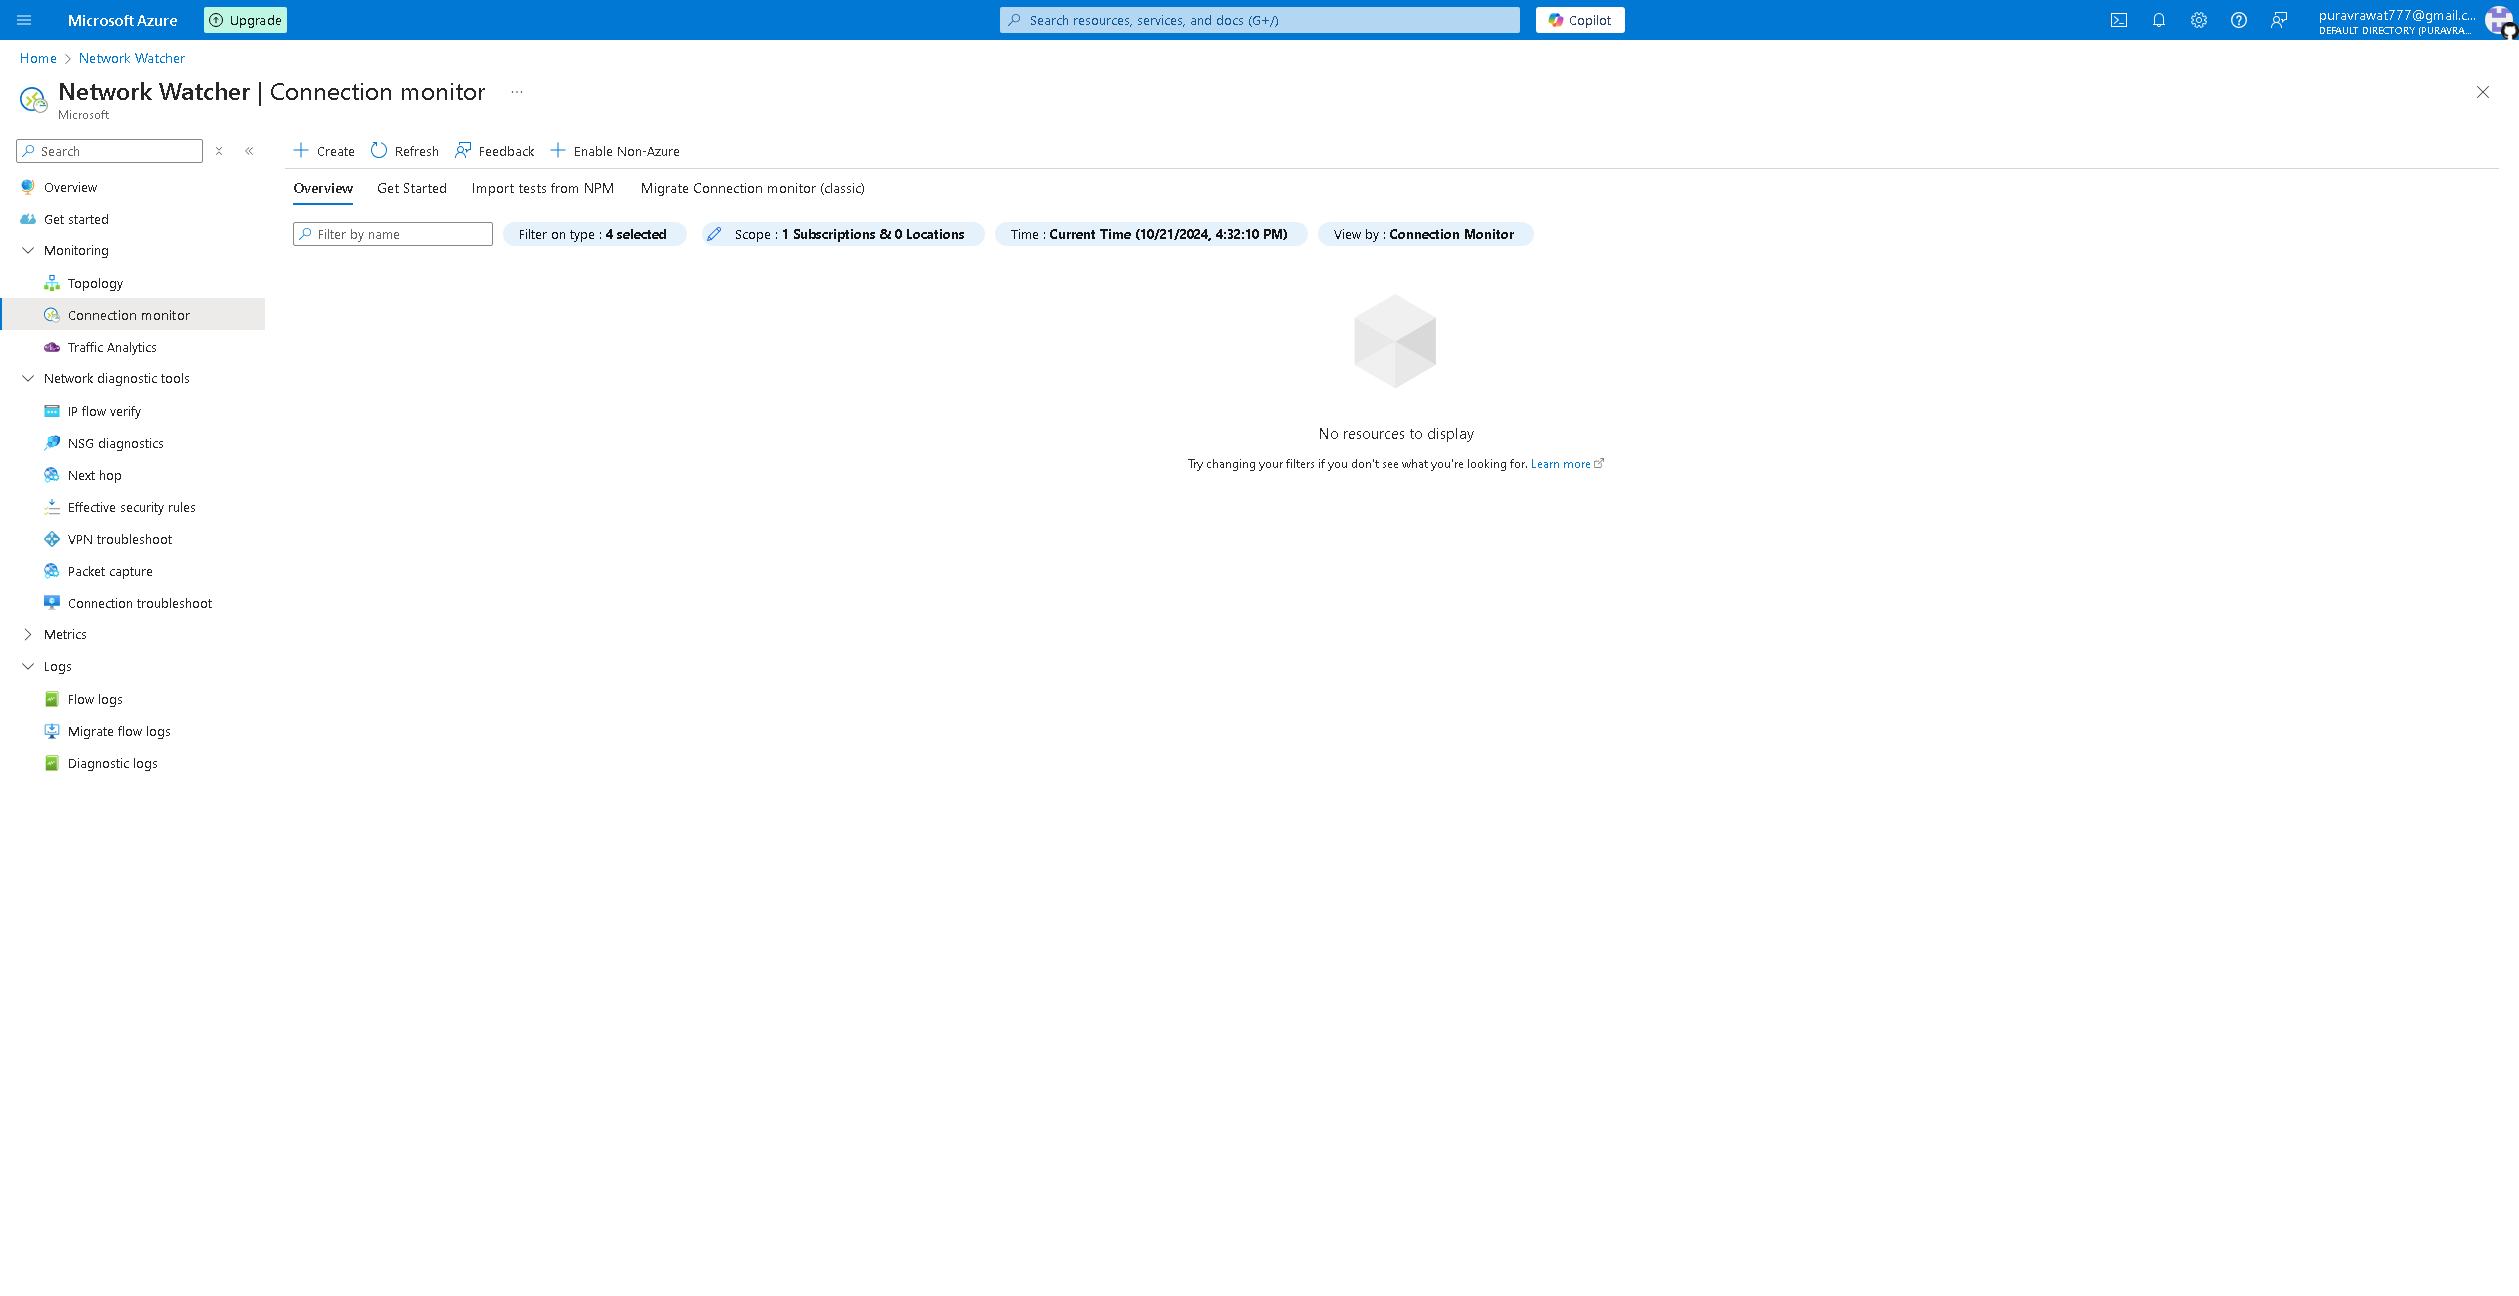 Microsoft Azure
Upgrade
Search resources, services, and docs (G+/)
Copilot
puravrawat777@gmail.c...
DEFAULT DIRECTORY (PURAVRA...
Home > Network Watcher
Network Watcher | Connection monitor ...
Microsoft
Search
Create
Refresh
Feedback
Enable Non-Azure
Overview
Get started
Monitoring
Topology
Connection monitor
Traffic Analytics
Network diagnostic tools
IP flow verify
NSG diagnostics
Next hop
Effective security rules
VPN troubleshoot
Packet capture
Connection troubleshoot
Metrics
Logs
Flow logs
Migrate flow logs
Diagnostic logs
Overview
Get Started
Import tests from NPM
Migrate Connection monitor (classic)
Filter by name
Filter on type : 4 selected
Scope : 1 Subscriptions & 0 Locations
Time : Current Time (10/21/2024, 4:32:10 PM)
View by : Connection Monitor
No resources to display
Try changing your filters if you don't see what you're looking for. Learn more